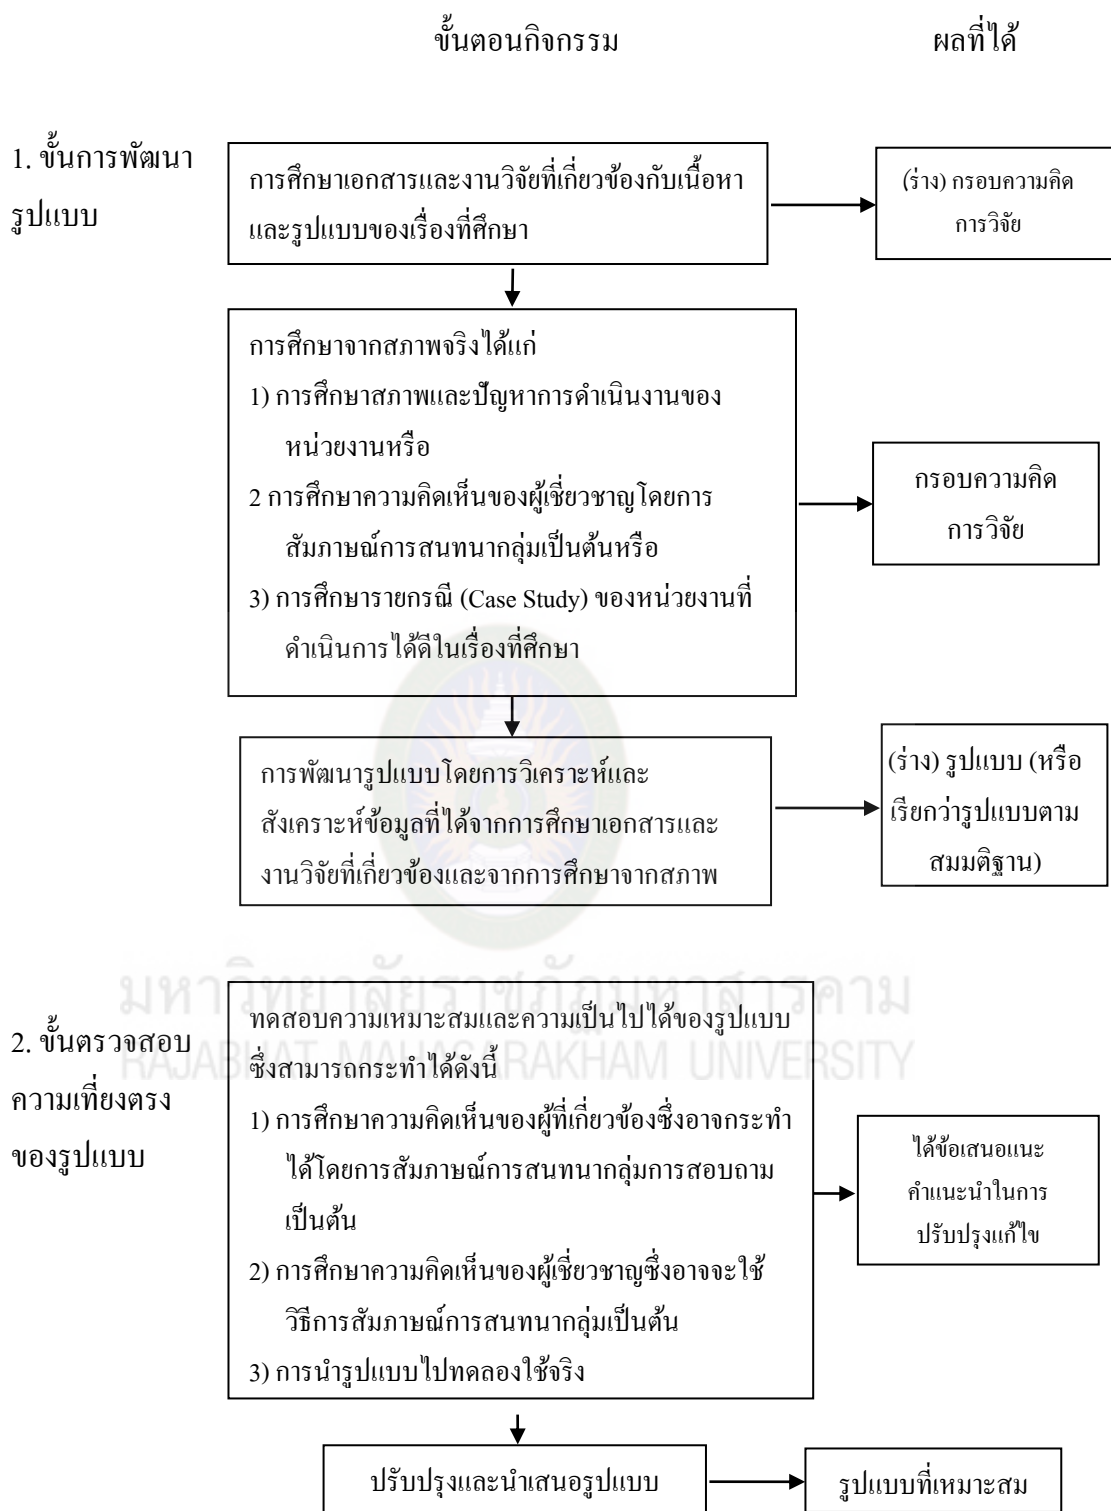 ขั้นตอนกิจกรรม
ผลที่ได้
1. ขั้นการพัฒนา
รูปแบบ
การศึกษาเอกสารและงานวิจัยที่เกี่ยวข้องกับเนื้อหา
และรูปแบบของเรื่องที่ศึกษา
(ร่าง) กรอบความคิด
การวิจัย
การศึกษาจากสภาพจริงได้แก่
1) การศึกษาสภาพและปัญหาการดำเนินงานของ
หน่วยงานหรือ
2 การศึกษาความคิดเห็นของผู้เชี่ยวชาญโดยการ
สัมภาษณ์การสนทนากลุ่มเป็นต้นหรือ
3) การศึกษารายกรณี (Case Study) ของหน่วยงานที่
ดำเนินการได้ดีในเรื่องที่ศึกษา
กรอบความคิด
การวิจัย
การพัฒนารูปแบบโดยการวิเคราะห์และ
สังเคราะห์ข้อมูลที่ได้จากการศึกษาเอกสารและ
งานวิจัยที่เกี่ยวข้องและจากการศึกษาจากสภาพ
(ร่าง) รูปแบบ (หรือ
เรียกว่ารูปแบบตาม
สมมติฐาน)
มหาวิทยาลัยราชภัฏมหาสารคาม
RAJABHAT MAHASARAKHAM UNIVERSITY
2. ขั้นตรวจสอบ
ความเที่ยงตรง
ของรูปแบบ
ทดสอบความเหมาะสมและความเป็นไปได้ของรูปแบบ
ซึ่งสามารถกระทำได้ดังนี้
1) การศึกษาความคิดเห็นของผู้ที่เกี่ยวข้องซึ่งอาจกระทำ
ได้โดยการสัมภาษณ์การสนทนากลุ่มการสอบถาม
เป็นต้น
2) การศึกษาความคิดเห็นของผู้เชี่ยวชาญซึ่งอาจจะใช้
วิธีการสัมภาษณ์การสนทนากลุ่มเป็นต้น
3) การนำรูปแบบไปทดลองใช้จริง
ได้ข้อเสนอแนะ
คำแนะนำในการ
ปรับปรุงแก้ไข
ปรับปรุงและนำเสนอรูปแบบ
รูปแบบที่เหมาะสม